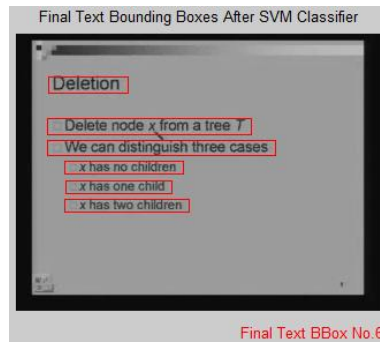 Final Text Bounding Boxes After SVM Classifier
Deletion
Delete node x from a tree T
We can distinguish three cases
x has no children
x has one child
x has two children
Final Text BBox No.6